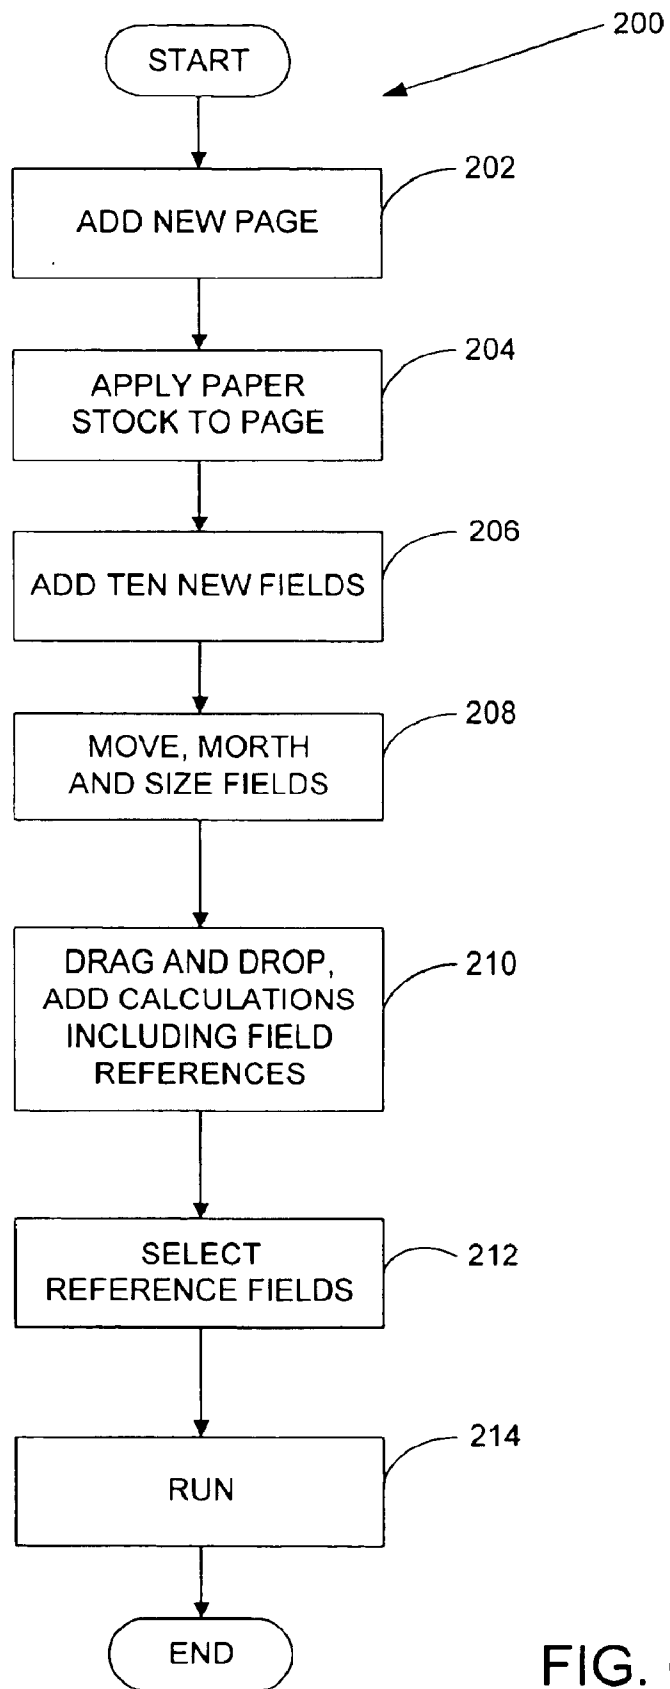 200
START
202
ADD NEW PAGE
204
APPLY PAPER
STOCK TO PAGE
206
ADD TEN NEW FIELDS
208
MOVE, MORTH
AND SIZE FIELDS
210
DRAG AND DROP,
ADD CALCULATIONS
INCLUDING FIELD
REFERENCES
212
SELECT
REFERENCE FIELDS
214
RUN
END
FIG.